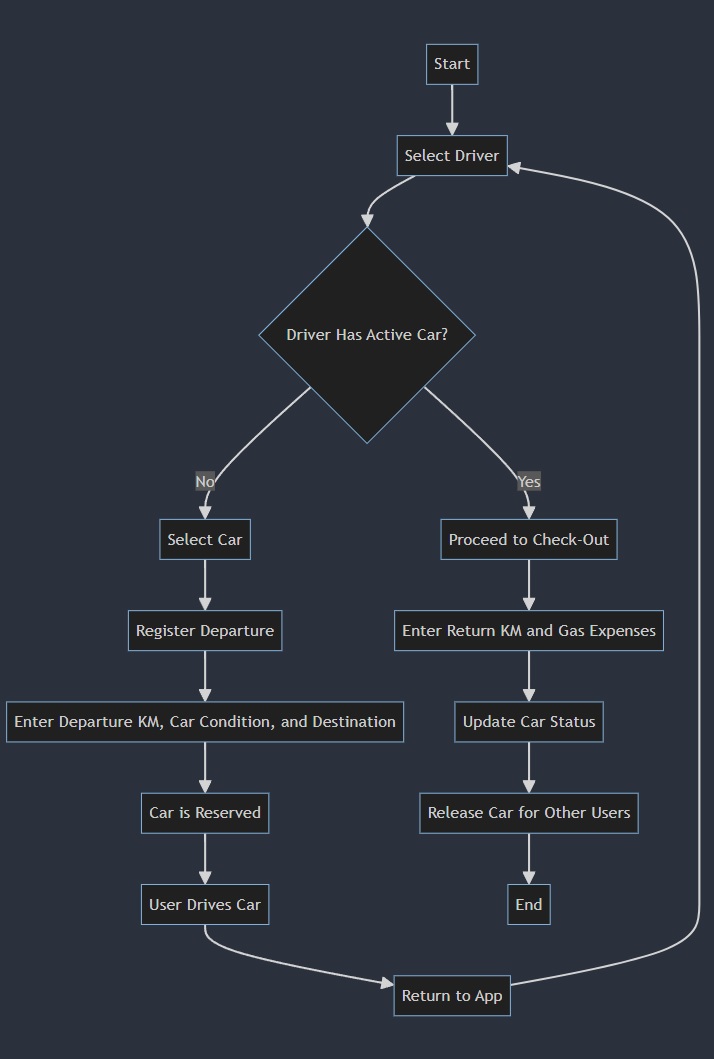 Start
Select Driver
Driver Has Active Car?
No
Yes
Select Car
Proceed to Check-Out
Register Departure
Enter Return KM and Gas Expenses
Enter Departure KM, Car Condition, and Destination
Update Car Status
Car is Reserved
Release Car for Other Users
User Drives Car
End
Return to App